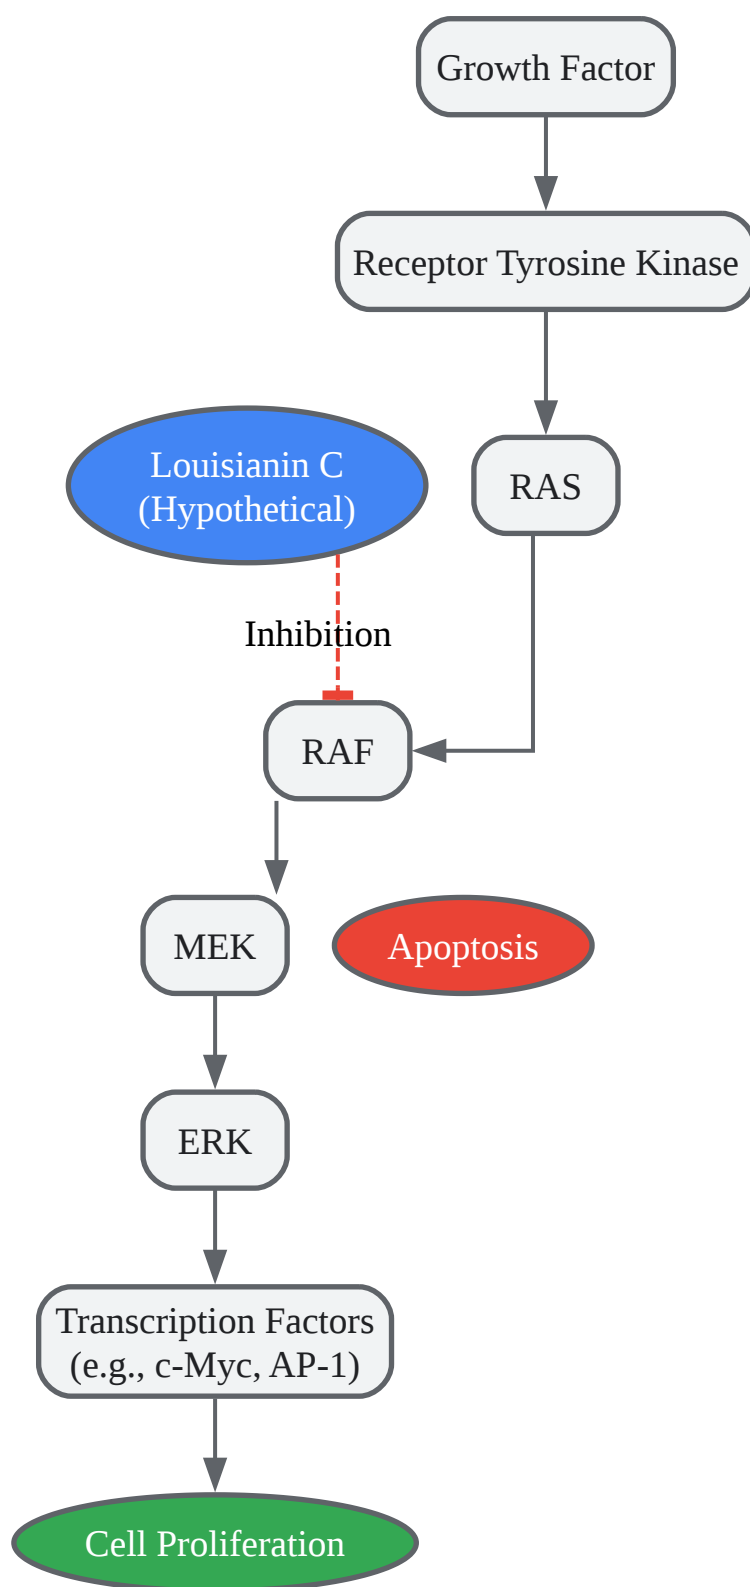 Growth Factor
Receptor Tyrosine Kinase
Louisianin C
(Hypothetical)
RAS
Inhibition
RAF
MEK
Apoptosis
ERK
Transcription Factors
(e.g., c-Myc, AP-1)
Cell Proliferation